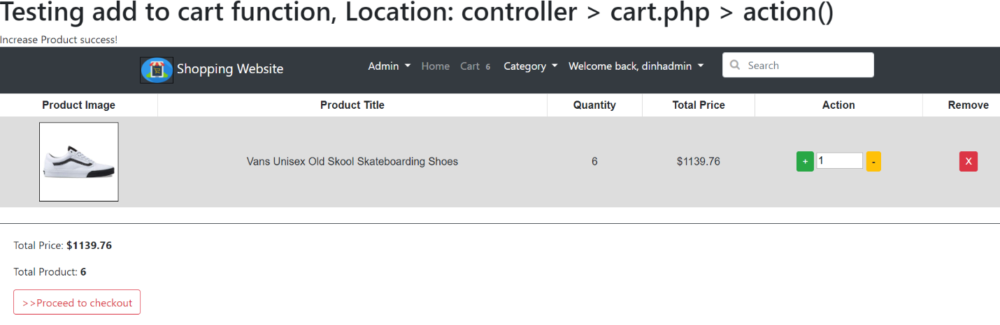 Testing add to cart function, Location: controller > cart.php > action()
Increase Product success!
Shopping Website Admin Home Cart 6 Category Welcome back, dinhadmin Search
Product Image Product Title Quantity Total Price Action Remove
Vans Unisex Old Skool Skateboarding Shoes 6 $1139.76 + 1 - X
Total Price: $1139.76
Total Product: 6
>>Proceed to checkout